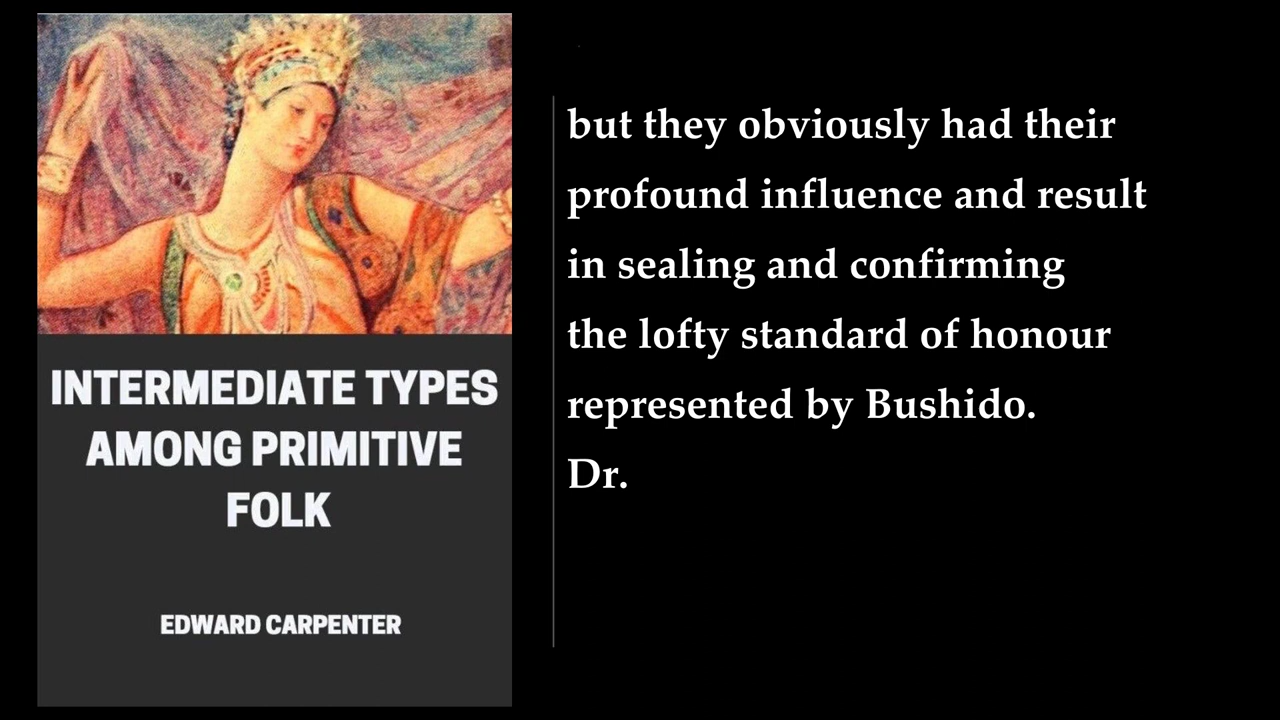 INTERMEDIATE TYPES
AMONG PRIMITIVE
FOLK
EDWARD CARPENTER
but they obviously had their
profound influence and result
in sealing and confirming
the lofty standard of honour
represented by Bushido.
Dr.